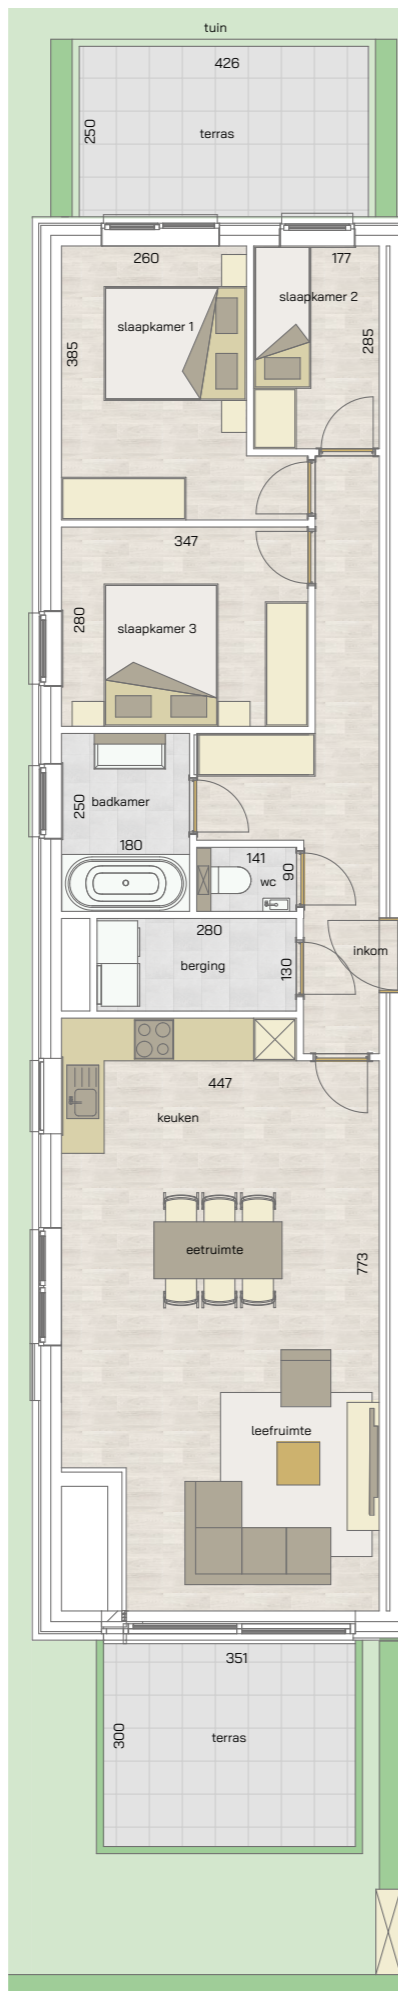 tuin
426
250
terras
260
177
slaapkamer 1
slaapkamer 2
385
285
347
280
slaapkamer 3
250
badkamer
180
141
wc
90
280
berging
130
inkom
447
keuken
eetruimte
773
leefruimte
351
300
terras